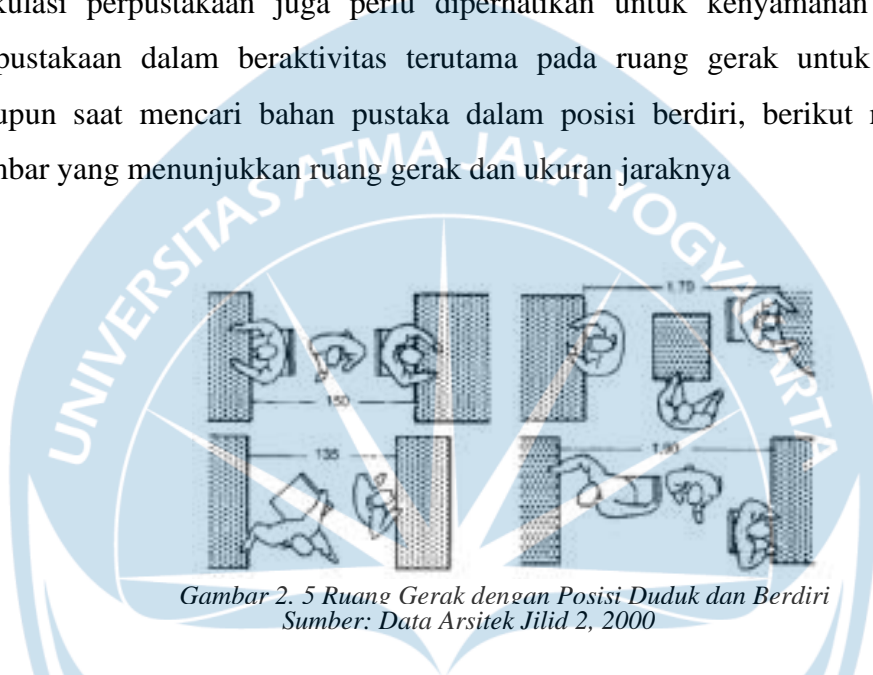 kulasi perpustakaan juga perlu diperhatikan untuk kenyamanan
pustakaan dalam beraktivitas terutama pada ruang gerak untuk
upun saat mencari bahan pustaka dalam posisi berdiri, berikut
mbar yang menunjukkan ruang gerak dan ukuran jaraknya
UNIVERSITAS ATMA JAYA YOGYAKARTA
1,70
150
135
1,90
Gambar 2. 5 Ruang Gerak dengan Posisi Duduk dan Berdiri
Sumber: Data Arsitek Jilid 2, 2000